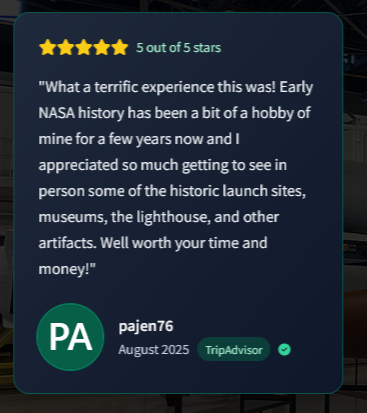 5 out of 5 stars
"What a terrific experience this was! Early
NASA history has been a bit of a hobby of
mine for a few years now and I
appreciated so much getting to see in
person some of the historic launch sites,
museums, the lighthouse, and other
artifacts. Well worth your time and
money!"
PA
pajen76
August 2025 TripAdvisor